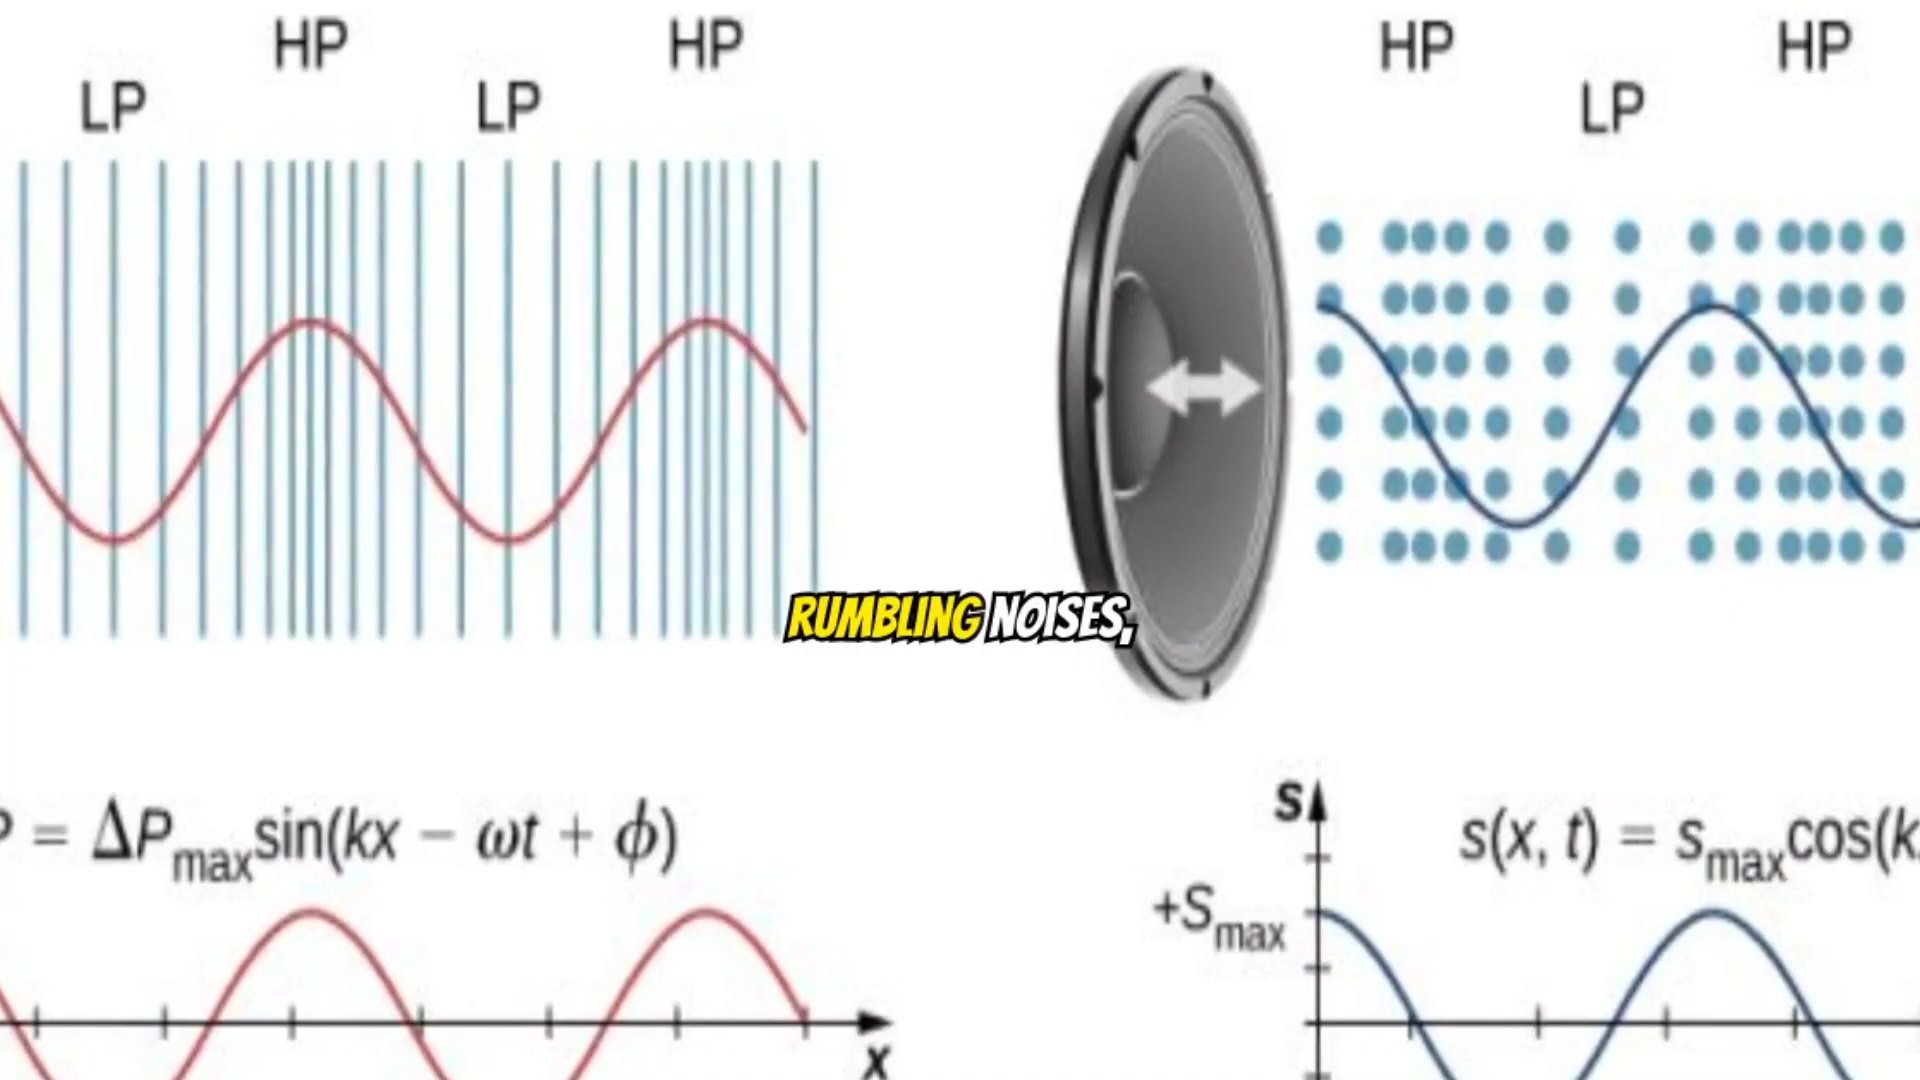 HP HP
LP LP
HP HP
LP
RUMBLING NOISES,
= ΔPmaxsin(kx − ωt + ϕ)
x
s
s(x, t) = smaxcos(k
+Smax